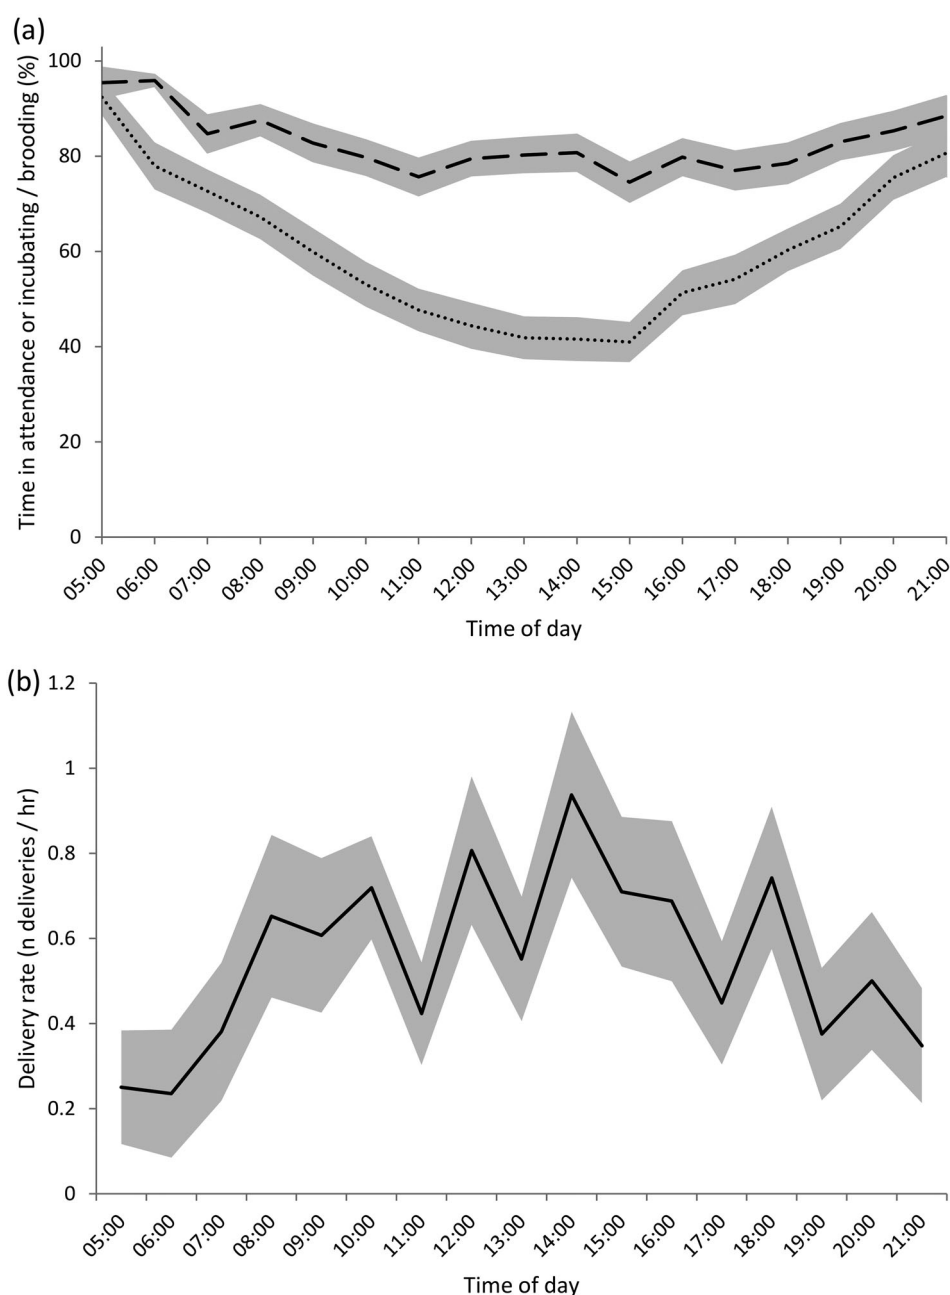 (a)
Time in attendance or incubating / brooding (%)
100
80
60
40
20
0
05:00 06:00 07:00 08:00 09:00 10:00 11:00 12:00 13:00 14:00 15:00 16:00 17:00 18:00 19:00 20:00 21:00
Time of day
(b)
Delivery rate (n deliveries / hr)
1.2
1
0.8
0.6
0.4
0.2
0
05:00 06:00 07:00 08:00 09:00 10:00 11:00 12:00 13:00 14:00 15:00 16:00 17:00 18:00 19:00 20:00 21:00
Time of day